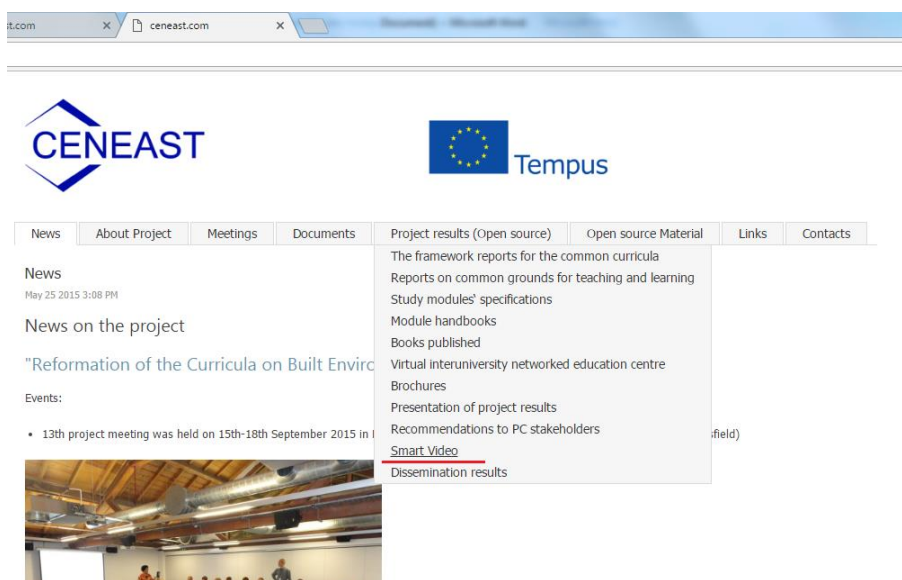 st.com
ceneast.com
CENEAST
Tempus
News
About Project
Meetings
Documents
Project results (Open source)
Open source Material
Links
Contacts
The framework reports for the common curricula
Reports on common grounds for teaching and learning
Study modules' specifications
Module handbooks
Books published
Virtual interuniversity networked education centre
Brochures
Presentation of project results
Recommendations to PC stakeholders
Smart Video
Dissemination results
News
May 25 2015 3:08 PM
News on the project
"Reformation of the Curricula on Built Enviro
Events:
• 13th project meeting was held on 15th-18th September 2015 in
sfield)